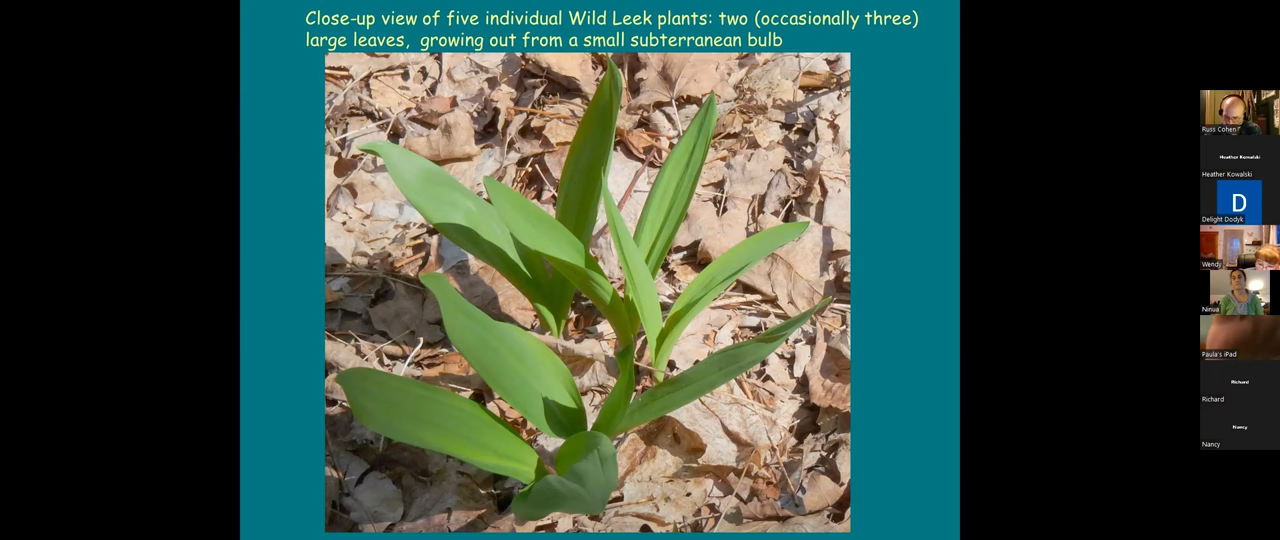 Close-up view of five individual Wild Leek plants: two (occasionally three)
large leaves, growing out from a small subterranean bulb
Russ Cohen
Heather Kowalski
Heather Kowalski
D
Delight Dodyk
Wendy
Ninua
Paula's iPad
Richard
Richard
Nancy
Nancy